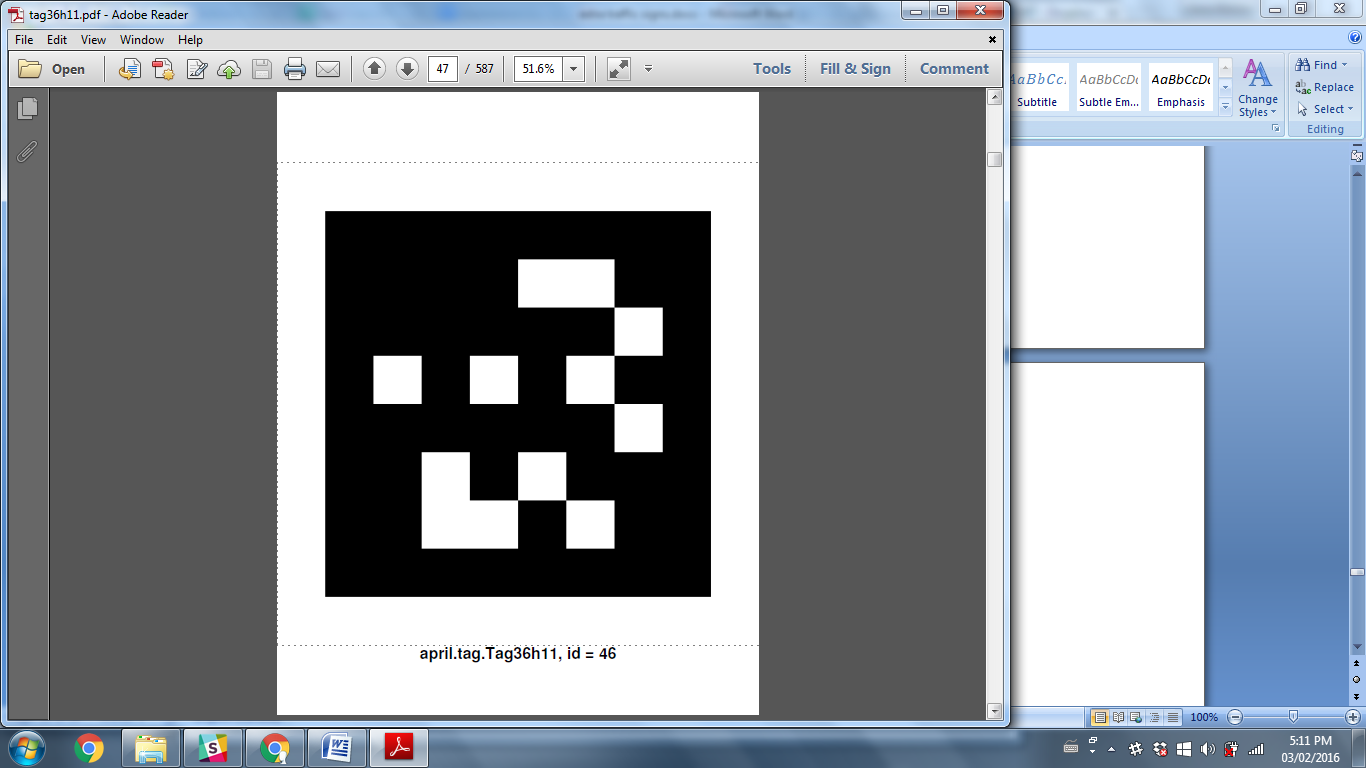 tag36h11.pdf - Adobe Reader
File Edit View Window Help
Open 47 / 587 51.6% Tools Fill & Sign Comment
april.tag.Tag36h11, id = 46
AaBbCc. AaBbCcDc AaBbCcDc
Subtitle Subtle Em... Emphasis
Change
Styles
Find
Replace
Select
Editing
100%
S W
5:11 PM
03/02/2016